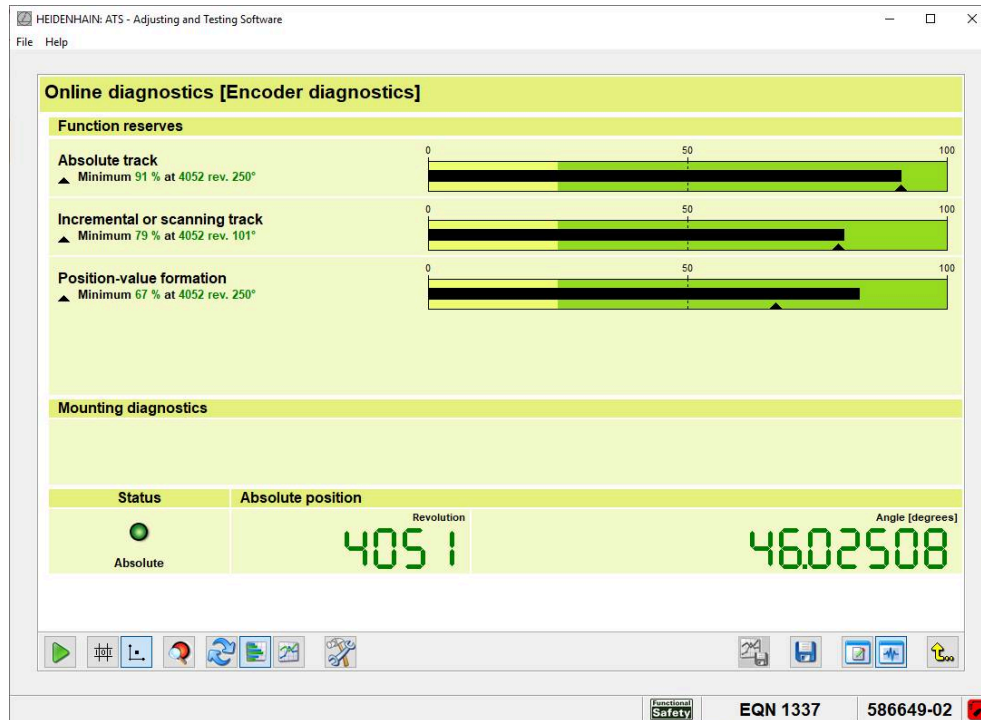 HEIDENHAIN: ATS - Adjusting and Testing Software
File Help
Online diagnostics [Encoder diagnostics]
Function reserves
Absolute track
Minimum 91 % at 4052 rev. 250°
0 50 100
Incremental or scanning track
Minimum 79 % at 4052 rev. 101°
0 50 100
Position-value formation
Minimum 67 % at 4052 rev. 250°
0 50 100
Mounting diagnostics
Status Absolute position
Revolution Angle [degrees]
4051 46.02508
Absolute
Functional
Safety
EQN 1337 586649-02